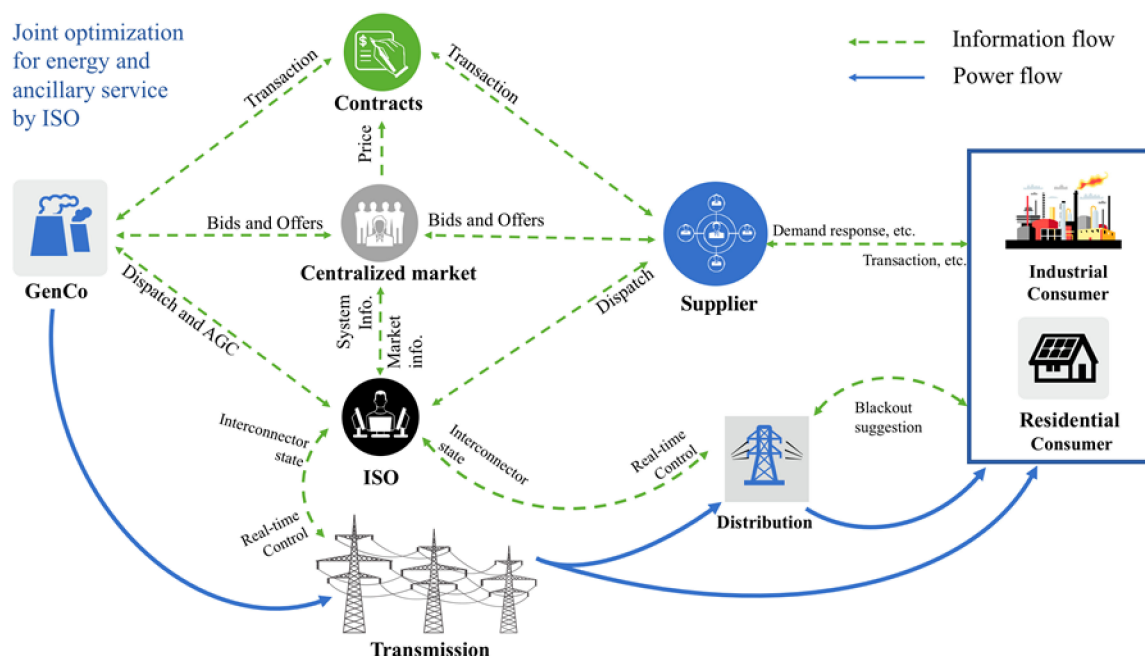 Joint optimization
for energy and
ancillary service
by ISO
Information flow
Power flow
Transaction
Transaction
Contracts
Price
Bids and Offers
Bids and Offers
Centralized market
GenCo
Supplier
Demand response, etc.
Transaction, etc.
Industrial
Consumer
Residential
Consumer
Dispatch and AGC
System
Info.
Market
info.
Dispatch
ISO
Interconnector
state
Interconnector
state
Real-time
Control
Real-time
Control
Blackout
suggestion
Distribution
Transmission